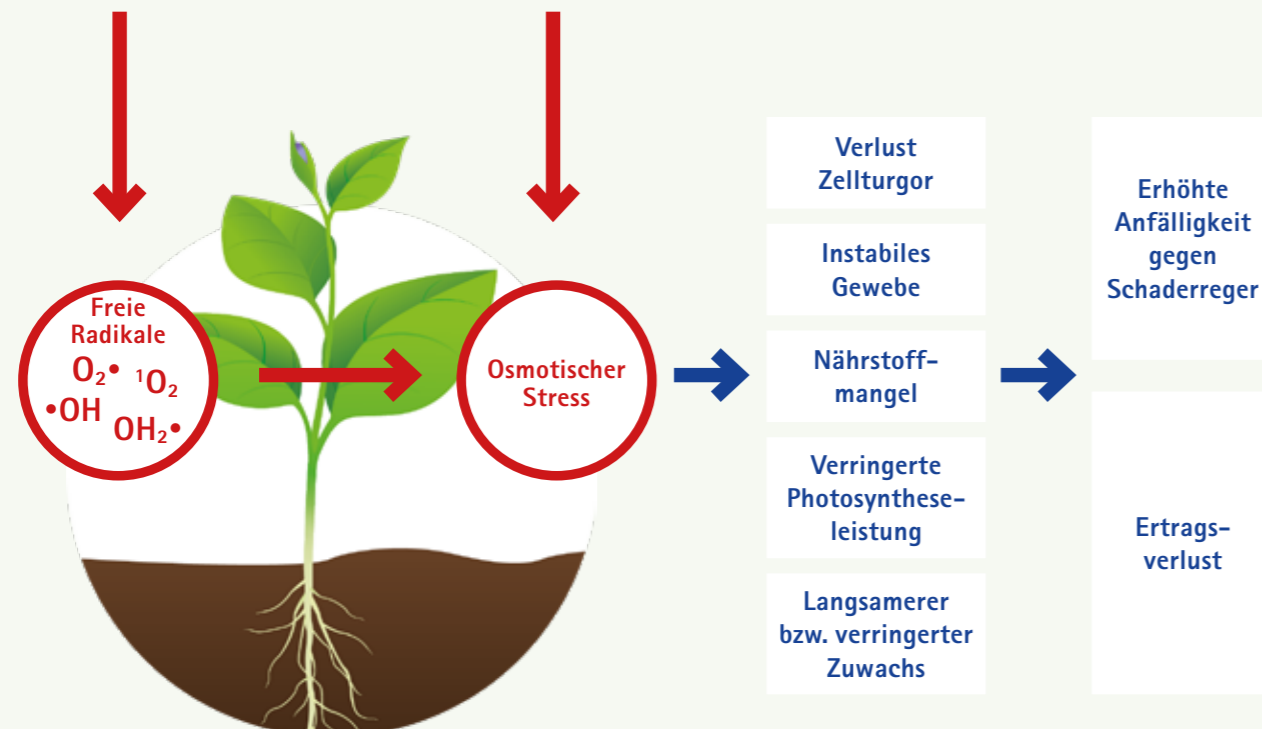 Freie
Radikale
O₂• ¹O₂
•OH
OH₂•
Osmotischer
Stress
Verlust
Zellturgor
Instabiles
Gewebe
Nährstoff-
mangel
Verringerte
Photosynthese-
leistung
Langsamerer
bzw. verringerter
Zuwachs
Erhöhte
Anfälligkeit
gegen
Schaderreger
Ertrags-
verlust